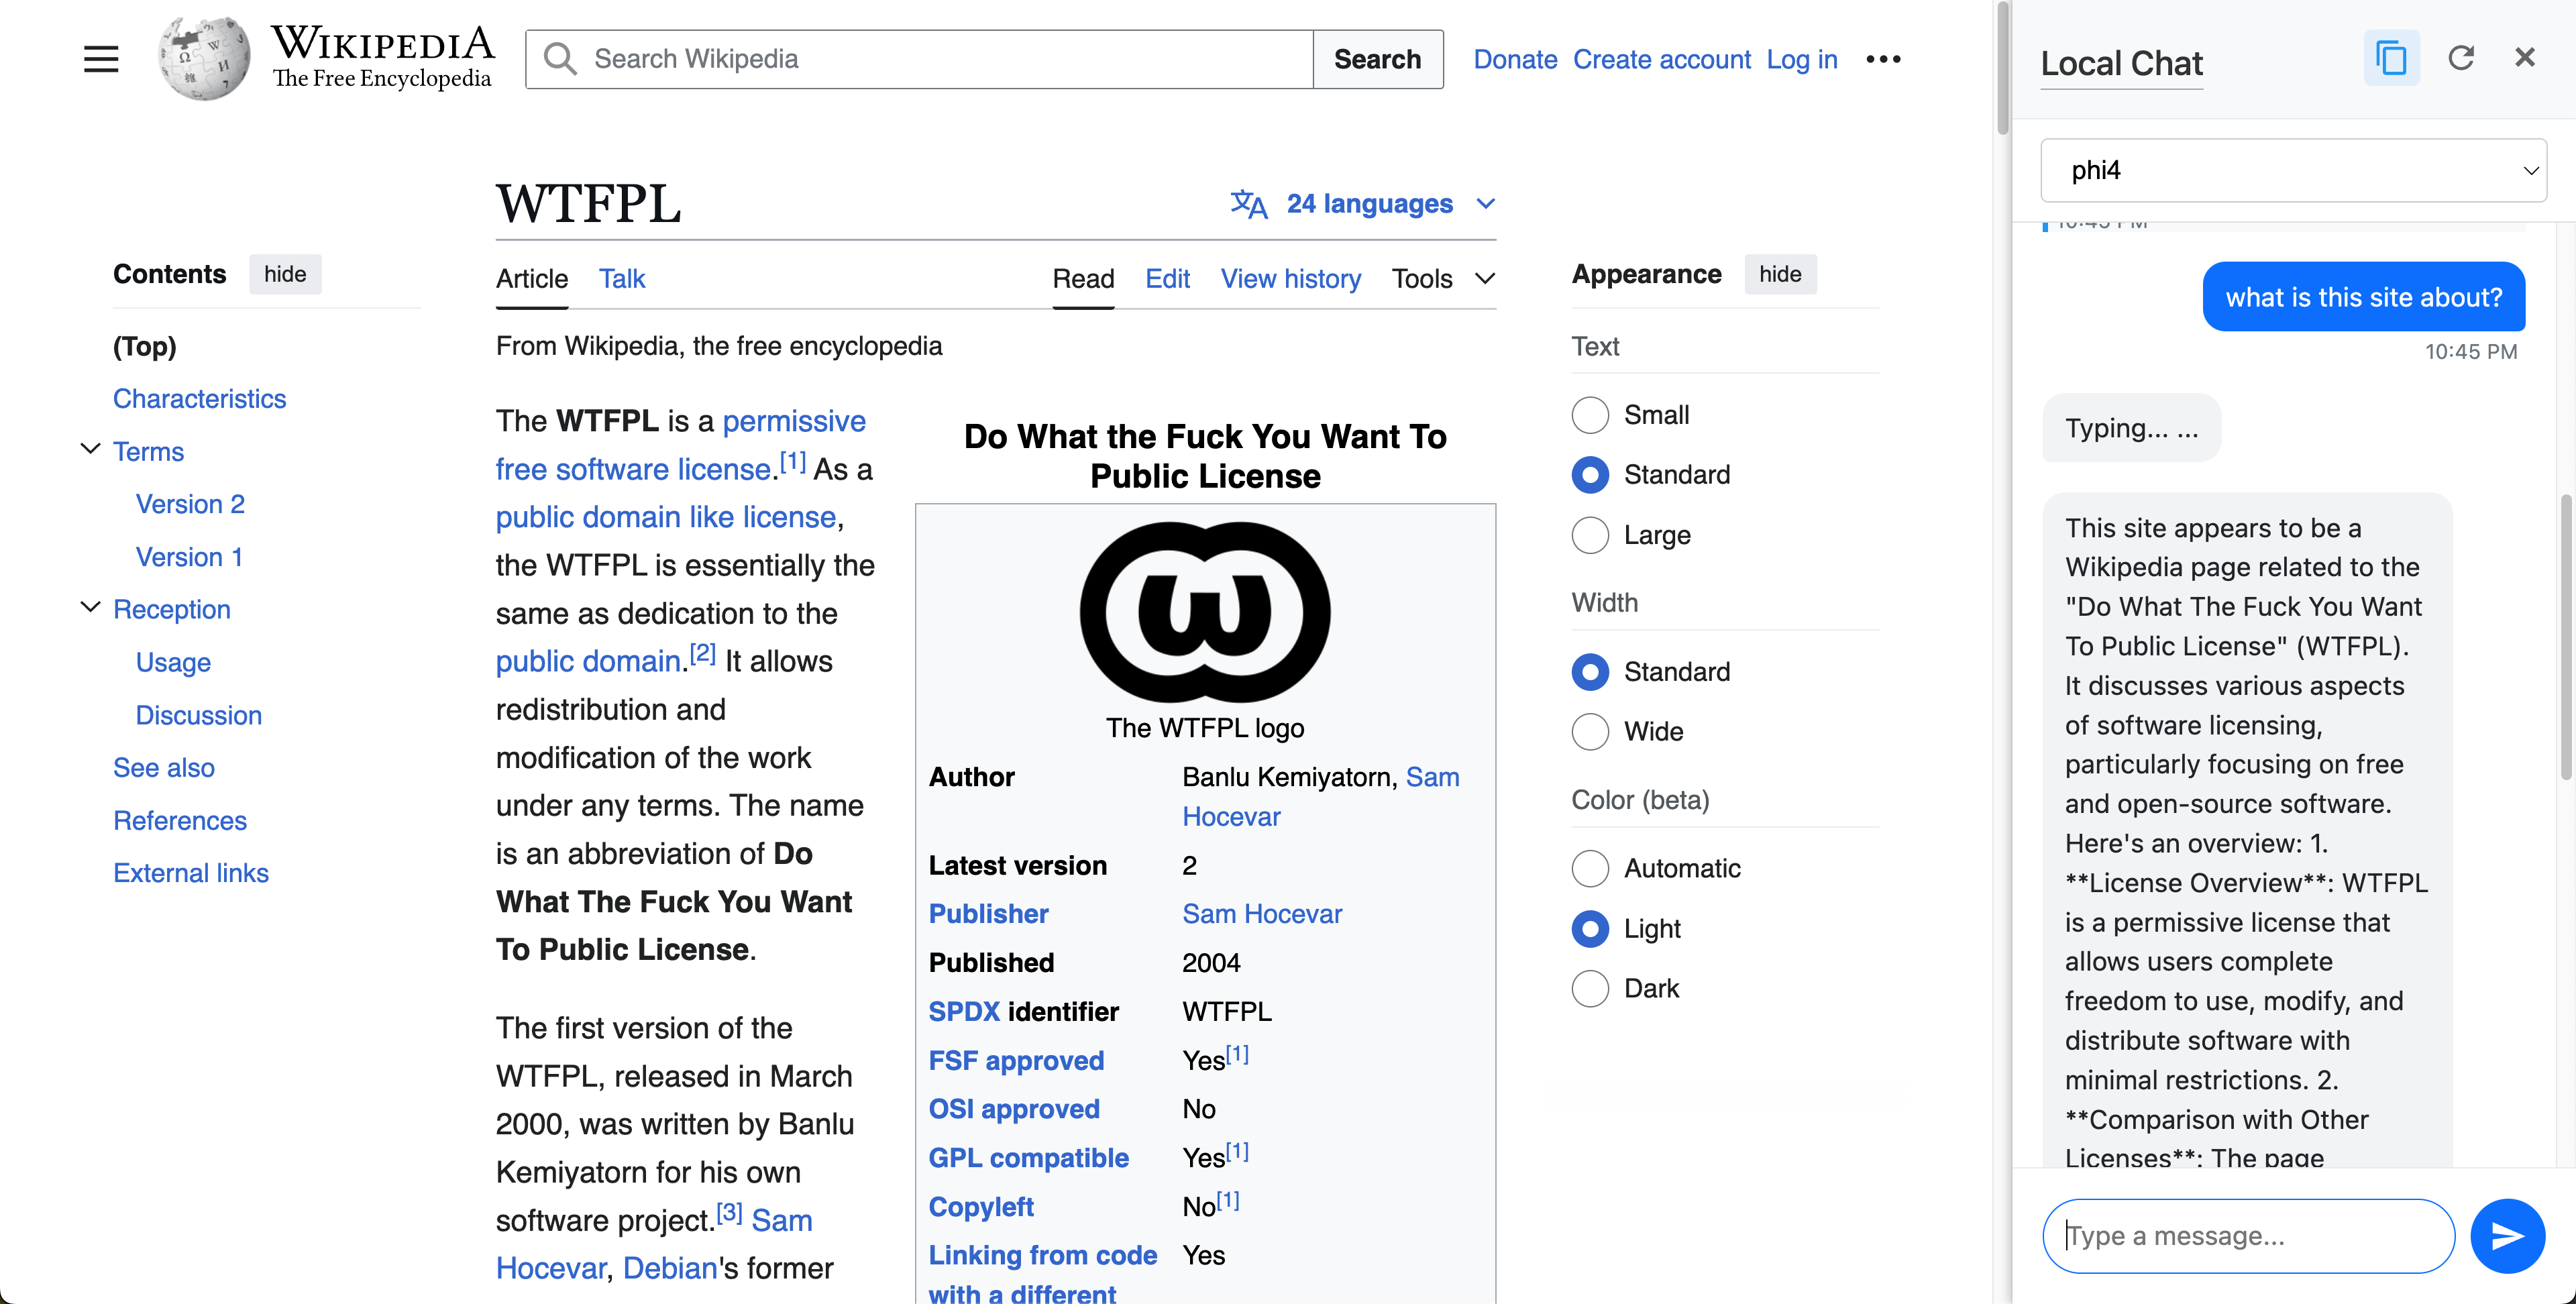 WIKIPEDIA
The Free Encyclopedia
Search Wikipedia
Search
Donate Create account Log in •••
WTFPL
24 languages
Contents hide
(Top)
Characteristics
Terms
Version 2
Version 1
Reception
Usage
Discussion
See also
References
External links
Article Talk
Read Edit View history Tools
From Wikipedia, the free encyclopedia
The WTFPL is a permissive
free software license.[1] As a
public domain like license,
the WTFPL is essentially the
same as dedication to the
public domain.[2] It allows
redistribution and
modification of the work
under any terms. The name
is an abbreviation of Do
What The Fuck You Want
To Public License.
The first version of the
WTFPL, released in March
2000, was written by Banlu
Kemiyatorn for his own
software project.[3] Sam
Hocevar, Debian's former
Do What the Fuck You Want To
Public License
The WTFPL logo
Author Banlu Kemiyatorn, Sam
Hocevar
Latest version 2
Publisher Sam Hocevar
Published 2004
SPDX identifier WTFPL
FSF approved Yes[1]
OSI approved No
GPL compatible Yes[1]
Copyleft No[1]
Linking from code Yes
with a different
Appearance hide
Text
Small
Standard
Large
Width
Standard
Wide
Color (beta)
Automatic
Light
Dark
Local Chat
phi4
10:45 PM
what is this site about?
10:45 PM
Typing... ...
This site appears to be a
Wikipedia page related to the
"Do What The Fuck You Want
To Public License" (WTFPL).
It discusses various aspects
of software licensing,
particularly focusing on free
and open-source software.
Here's an overview: 1.
**License Overview**: WTFPL
is a permissive license that
allows users complete
freedom to use, modify, and
distribute software with
minimal restrictions. 2.
**Comparison with Other
Licenses**: The page
Type a message...